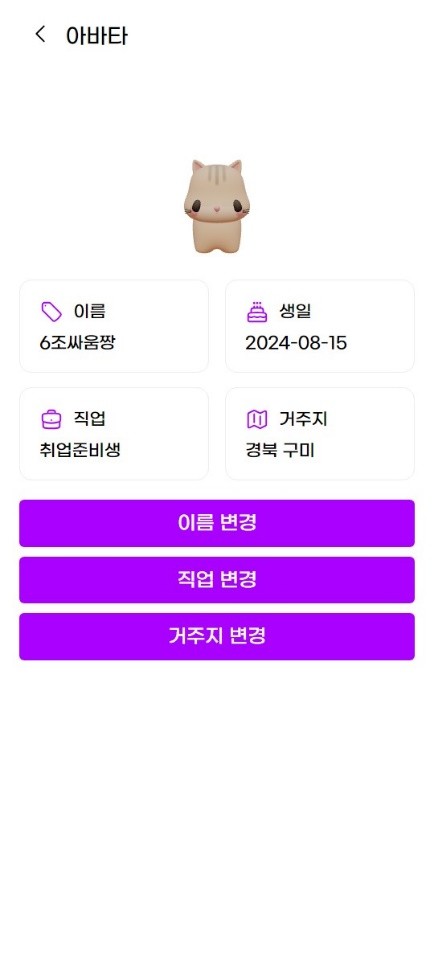 아바타
이름
6조싸움짱
생일
2024-08-15
직업
취업준비생
거주지
경북 구미
이름 변경
직업 변경
거주지 변경